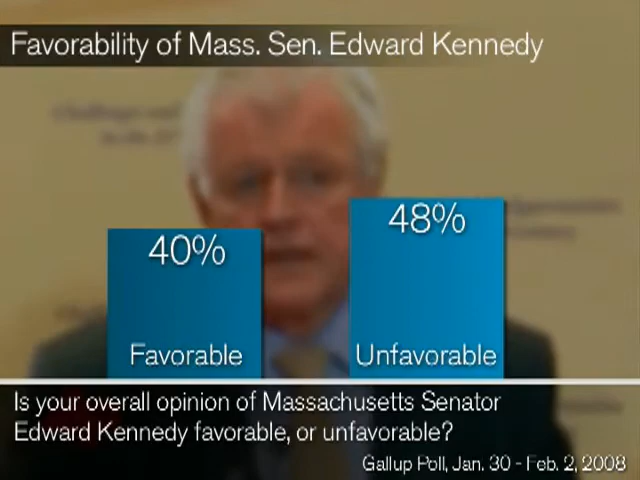 Favorability of Mass. Sen. Edward Kennedy
40%
48%
Favorable
Unfavorable
Is your overall opinion of Massachusetts Senator
Edward Kennedy favorable, or unfavorable?
Gallup Poll, Jan. 30 - Feb. 2, 2008